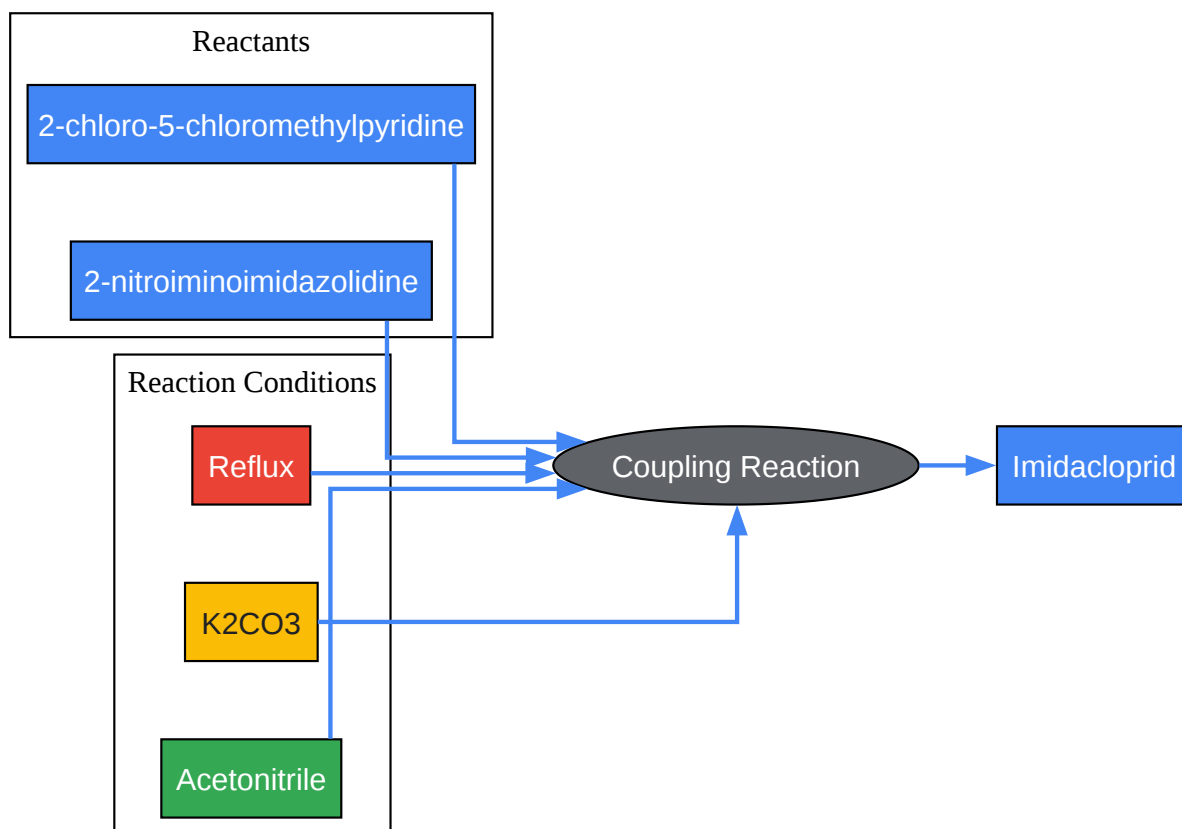 Reactants
2-chloro-5-chloromethylpyridine
2-nitroiminoimidazolidine
Reaction Conditions
Reflux
K2CO3
Acetonitrile
Coupling Reaction
Imidacloprid